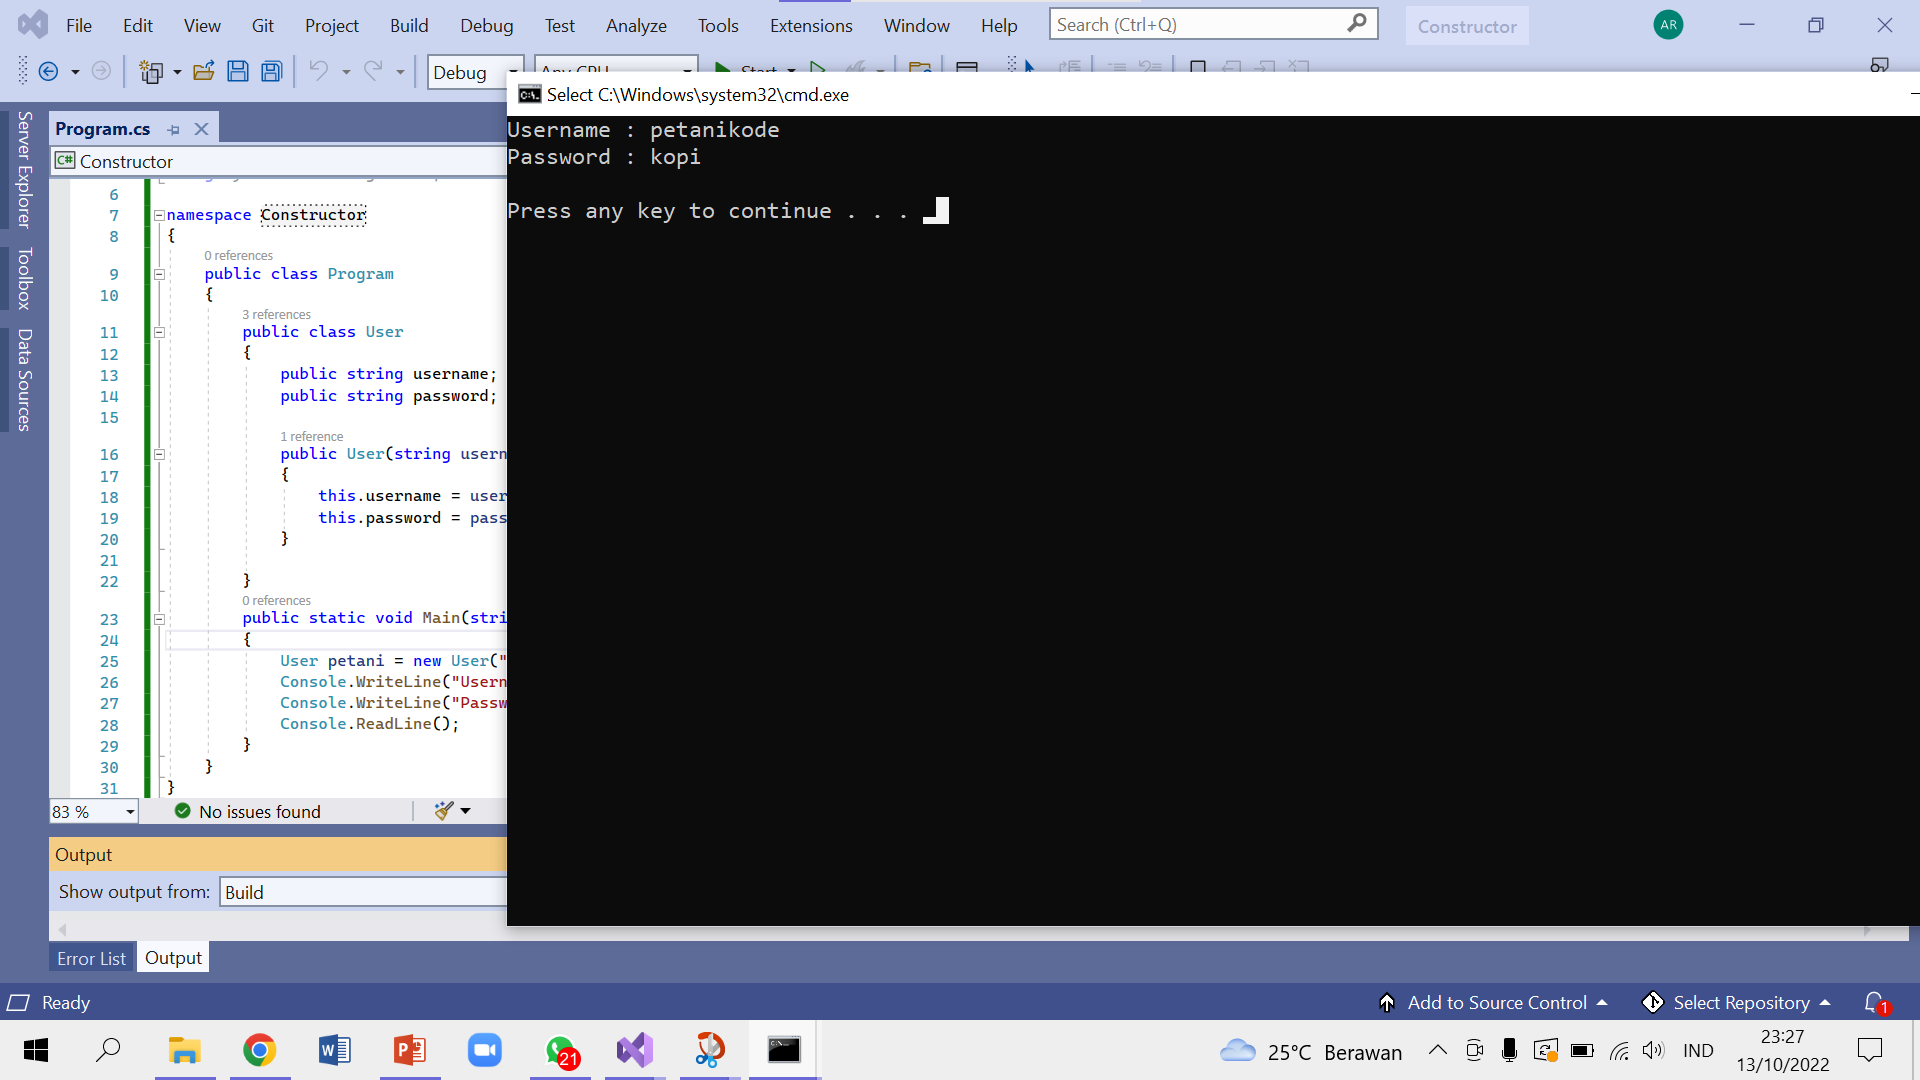 File Edit View Git Project Build Debug Test Analyze Tools Extensions Window Help Search (Ctrl+Q) Constructor AR
Debug Any CPU Start
Select C:\Windows\system32\cmd.exe
Username : petanikode
Password : kopi
Press any key to continue . . .
Server Explorer
Toolbox
Data Sources
Program.cs
C# Constructor
6
7 namespace Constructor
8 {
0 references
9 public class Program
10 {
3 references
11 public class User
12 {
13 public string username;
14 public string password;
15
1 reference
16 public User(string usern
17 {
18 this.username = user
19 this.password = pass
20 }
21
22 }
0 references
23 public static void Main(stri
24 {
25 User petani = new User("
26 Console.WriteLine("Usern
27 Console.WriteLine("Passw
28 Console.ReadLine();
29 }
30 }
31 }
83 % No issues found
Output
Show output from: Build
Error List Output
Ready Add to Source Control Select Repository 1
21 25°C Berawan IND 23:27
13/10/2022